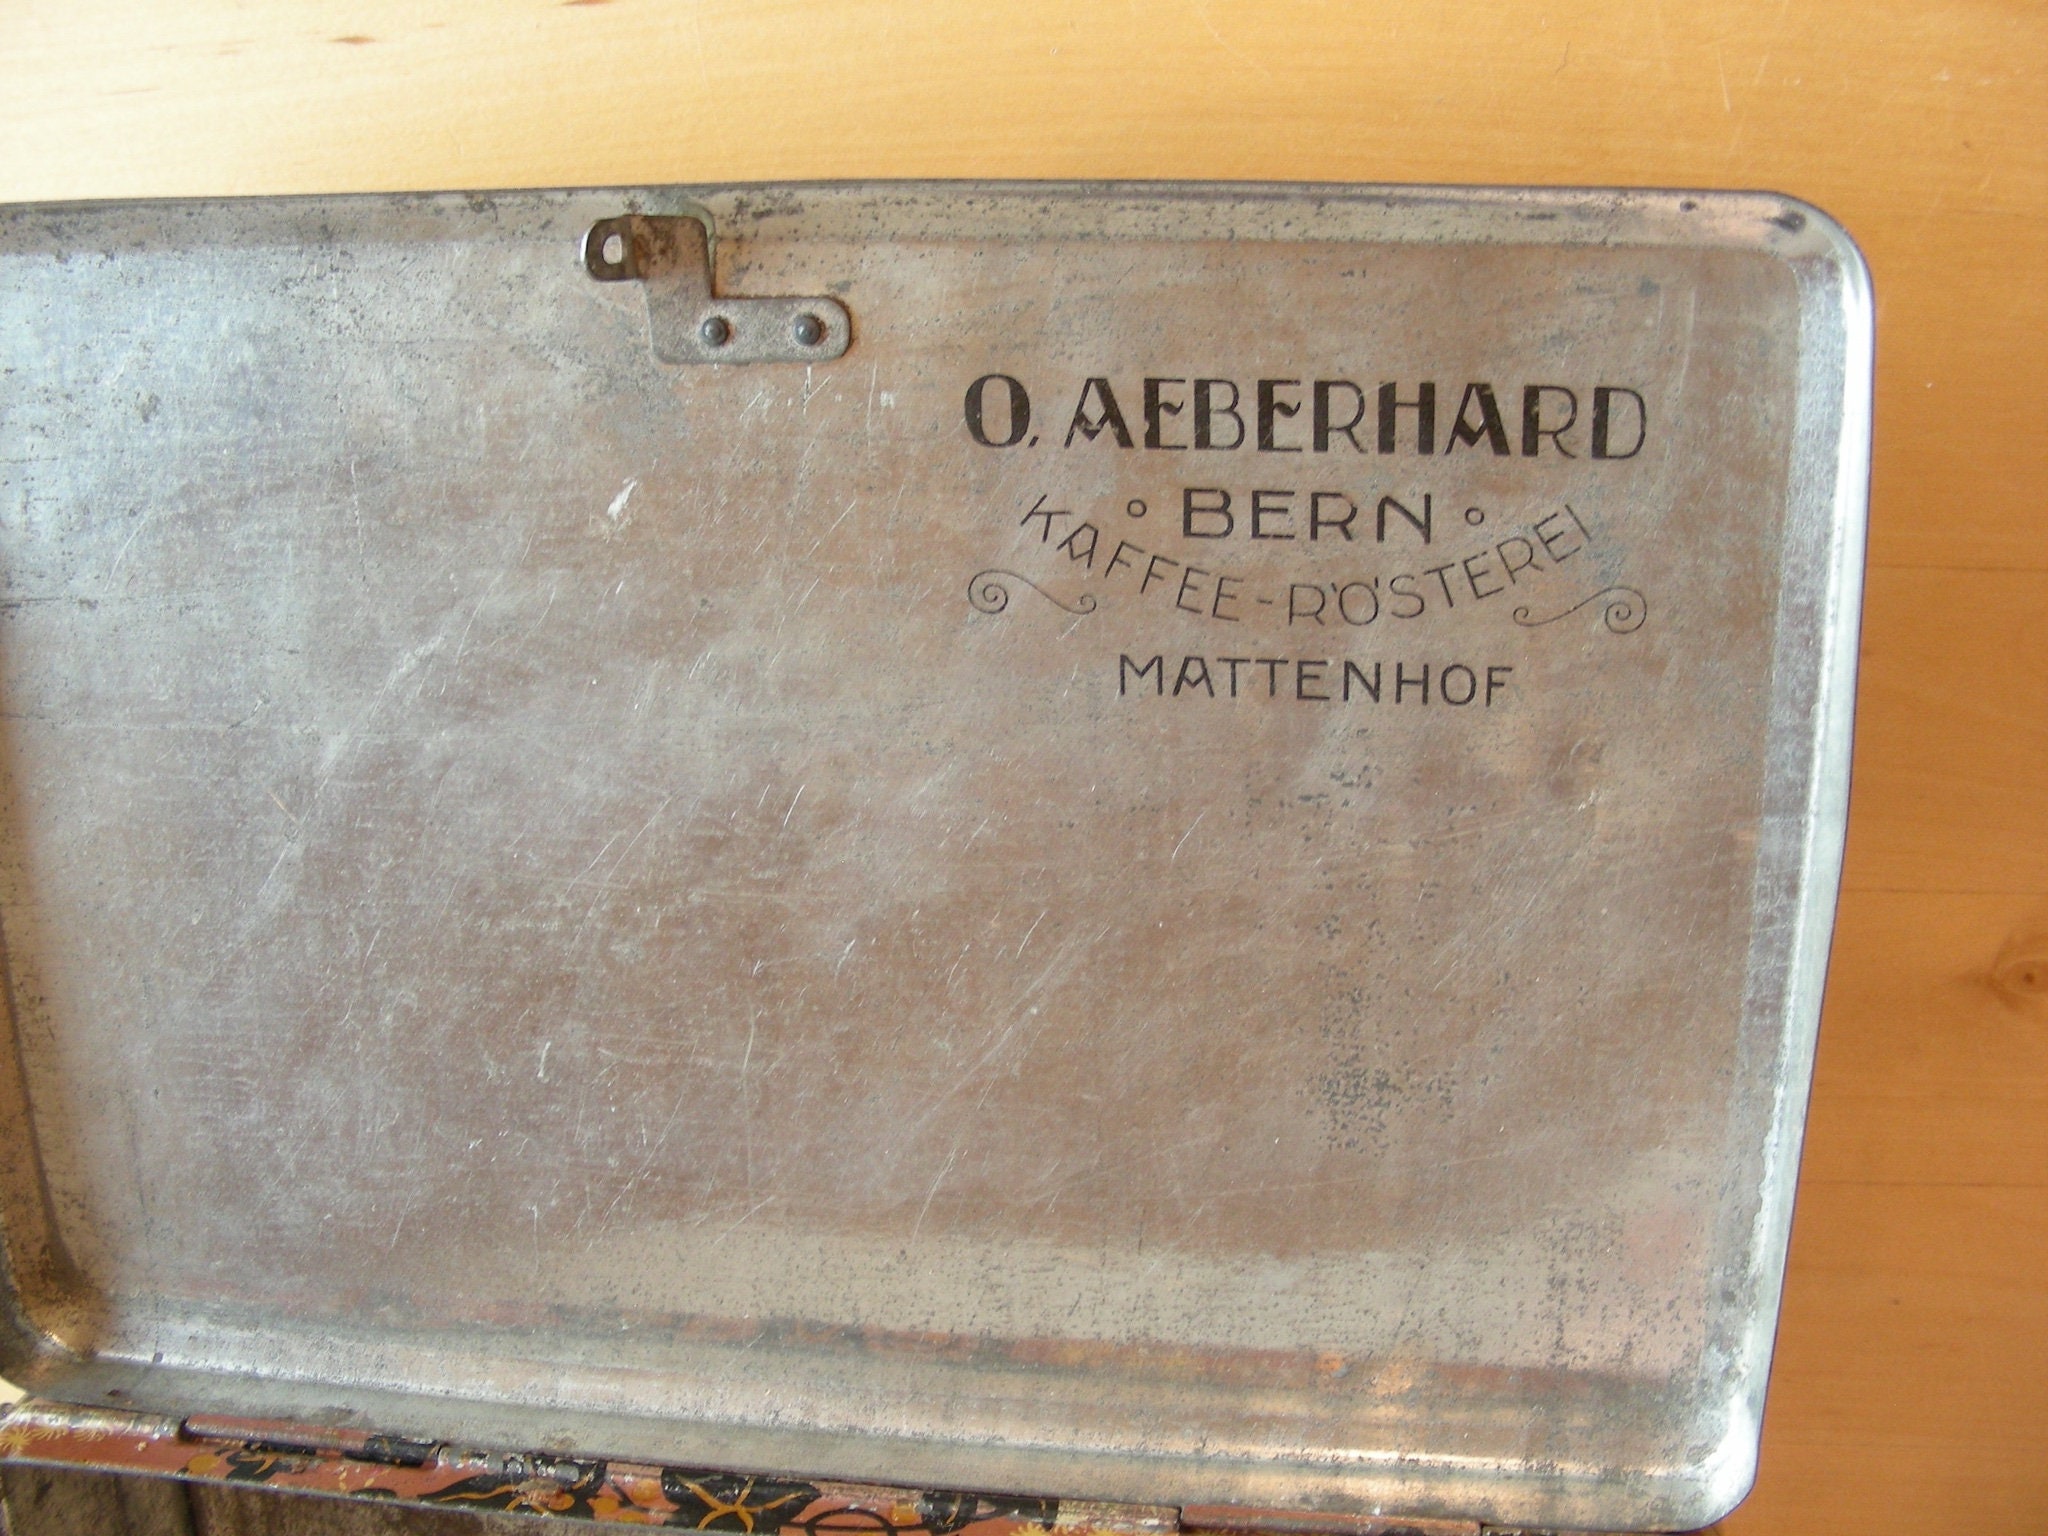 O. AEBERHARD
° BERN °
KAFFEE-RÖSTEREI
MATTENHOF